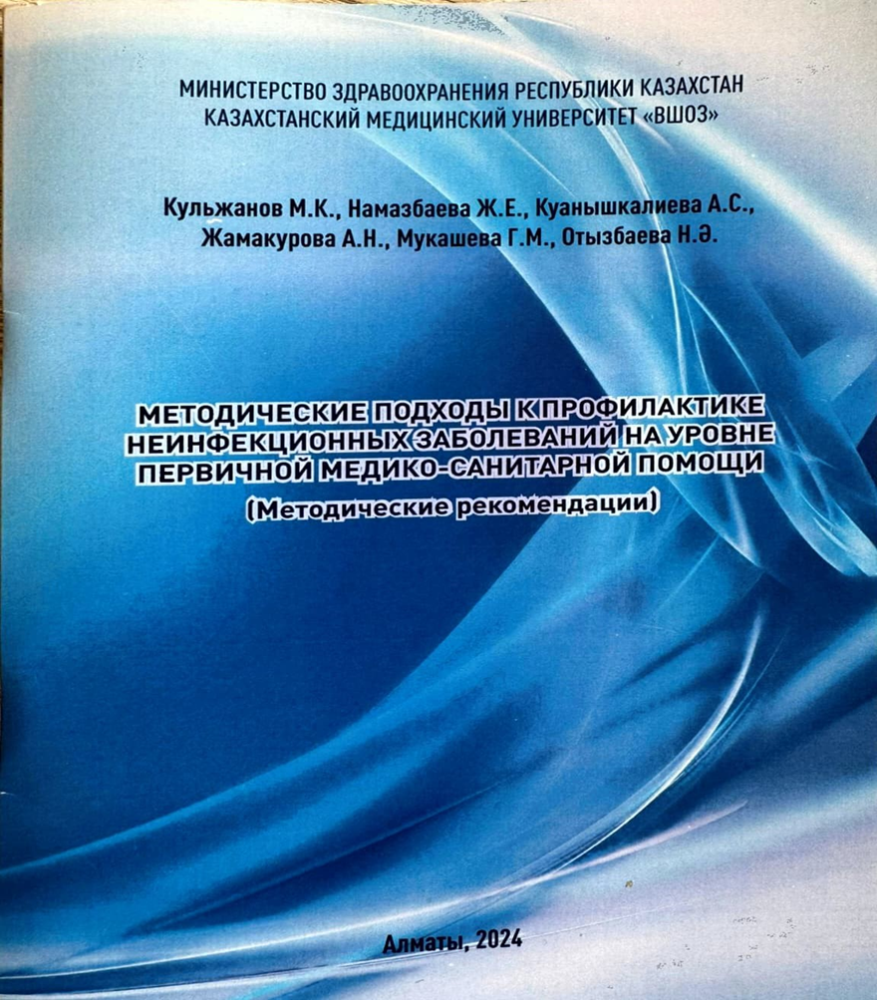 МИНИСТЕРСТВО ЗДРАВООХРАНЕНИЯ РЕСПУБЛИКИ КАЗАХСТАН
КАЗАХСТАНСКИЙ МЕДИЦИНСКИЙ УНИВЕРСИТЕТ «ВШОЗ»
Кульжанов М.К., Намазбаева Ж.Е., Куанышкалиева А.С.,
Жамакурова А.Н., Мукашева Г.М., Отызбаева Н.Ә.
МЕТОДИЧЕСКИЕ ПОДХОДЫ К ПРОФИЛАКТИКЕ
НЕИНФЕКЦИОННЫХ ЗАБОЛЕВАНИЙ НА УРОВНЕ
ПЕРВИЧНОЙ МЕДИКО-САНИТАРНОЙ ПОМОЩИ
(Методические рекомендации)
Алматы, 2024